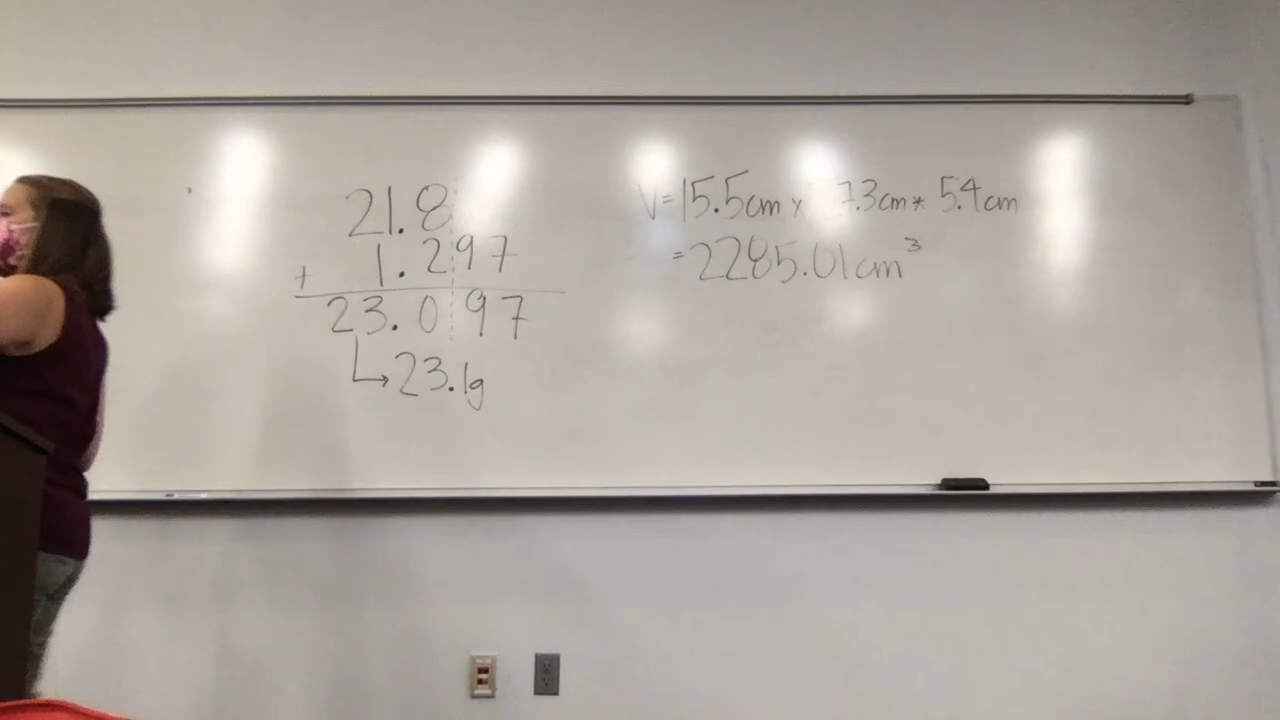 21.8
+ 1.297
23.097
↳ 23.1g
V = 15.5cm x 7.3cm * 5.4cm
= 2285.01cm³